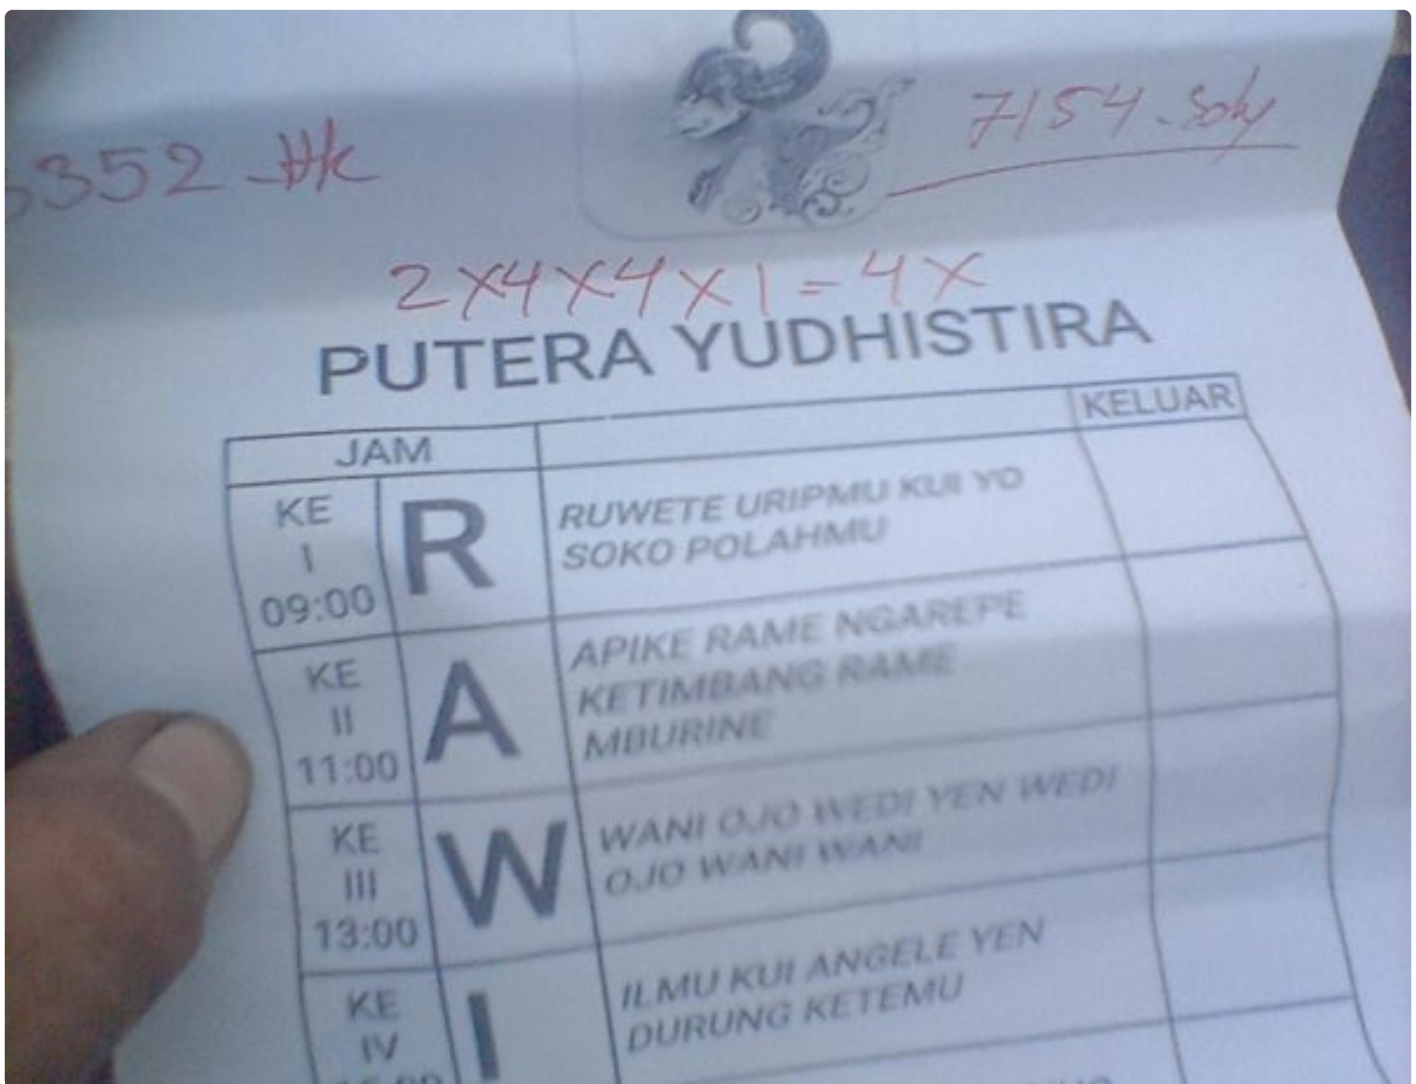 352
7154.
2X4X4X1=4X
PUTERA YUDHISTIRA
JAM
KELUAR
KE
I
09:00
R
RUWETE URIPMU KUI YO
SOKO POLAHMU
KE
II
11:00
A
APIKE RAME NGAREPE
KETIMBANG RAME
MBURINE
KE
III
13:00
W
WANI OJO WEDI YEN WEDI
OJO WANI WANI
KE
IV
I
ILMU KUI ANGELE YEN
DURUNG KETEMU